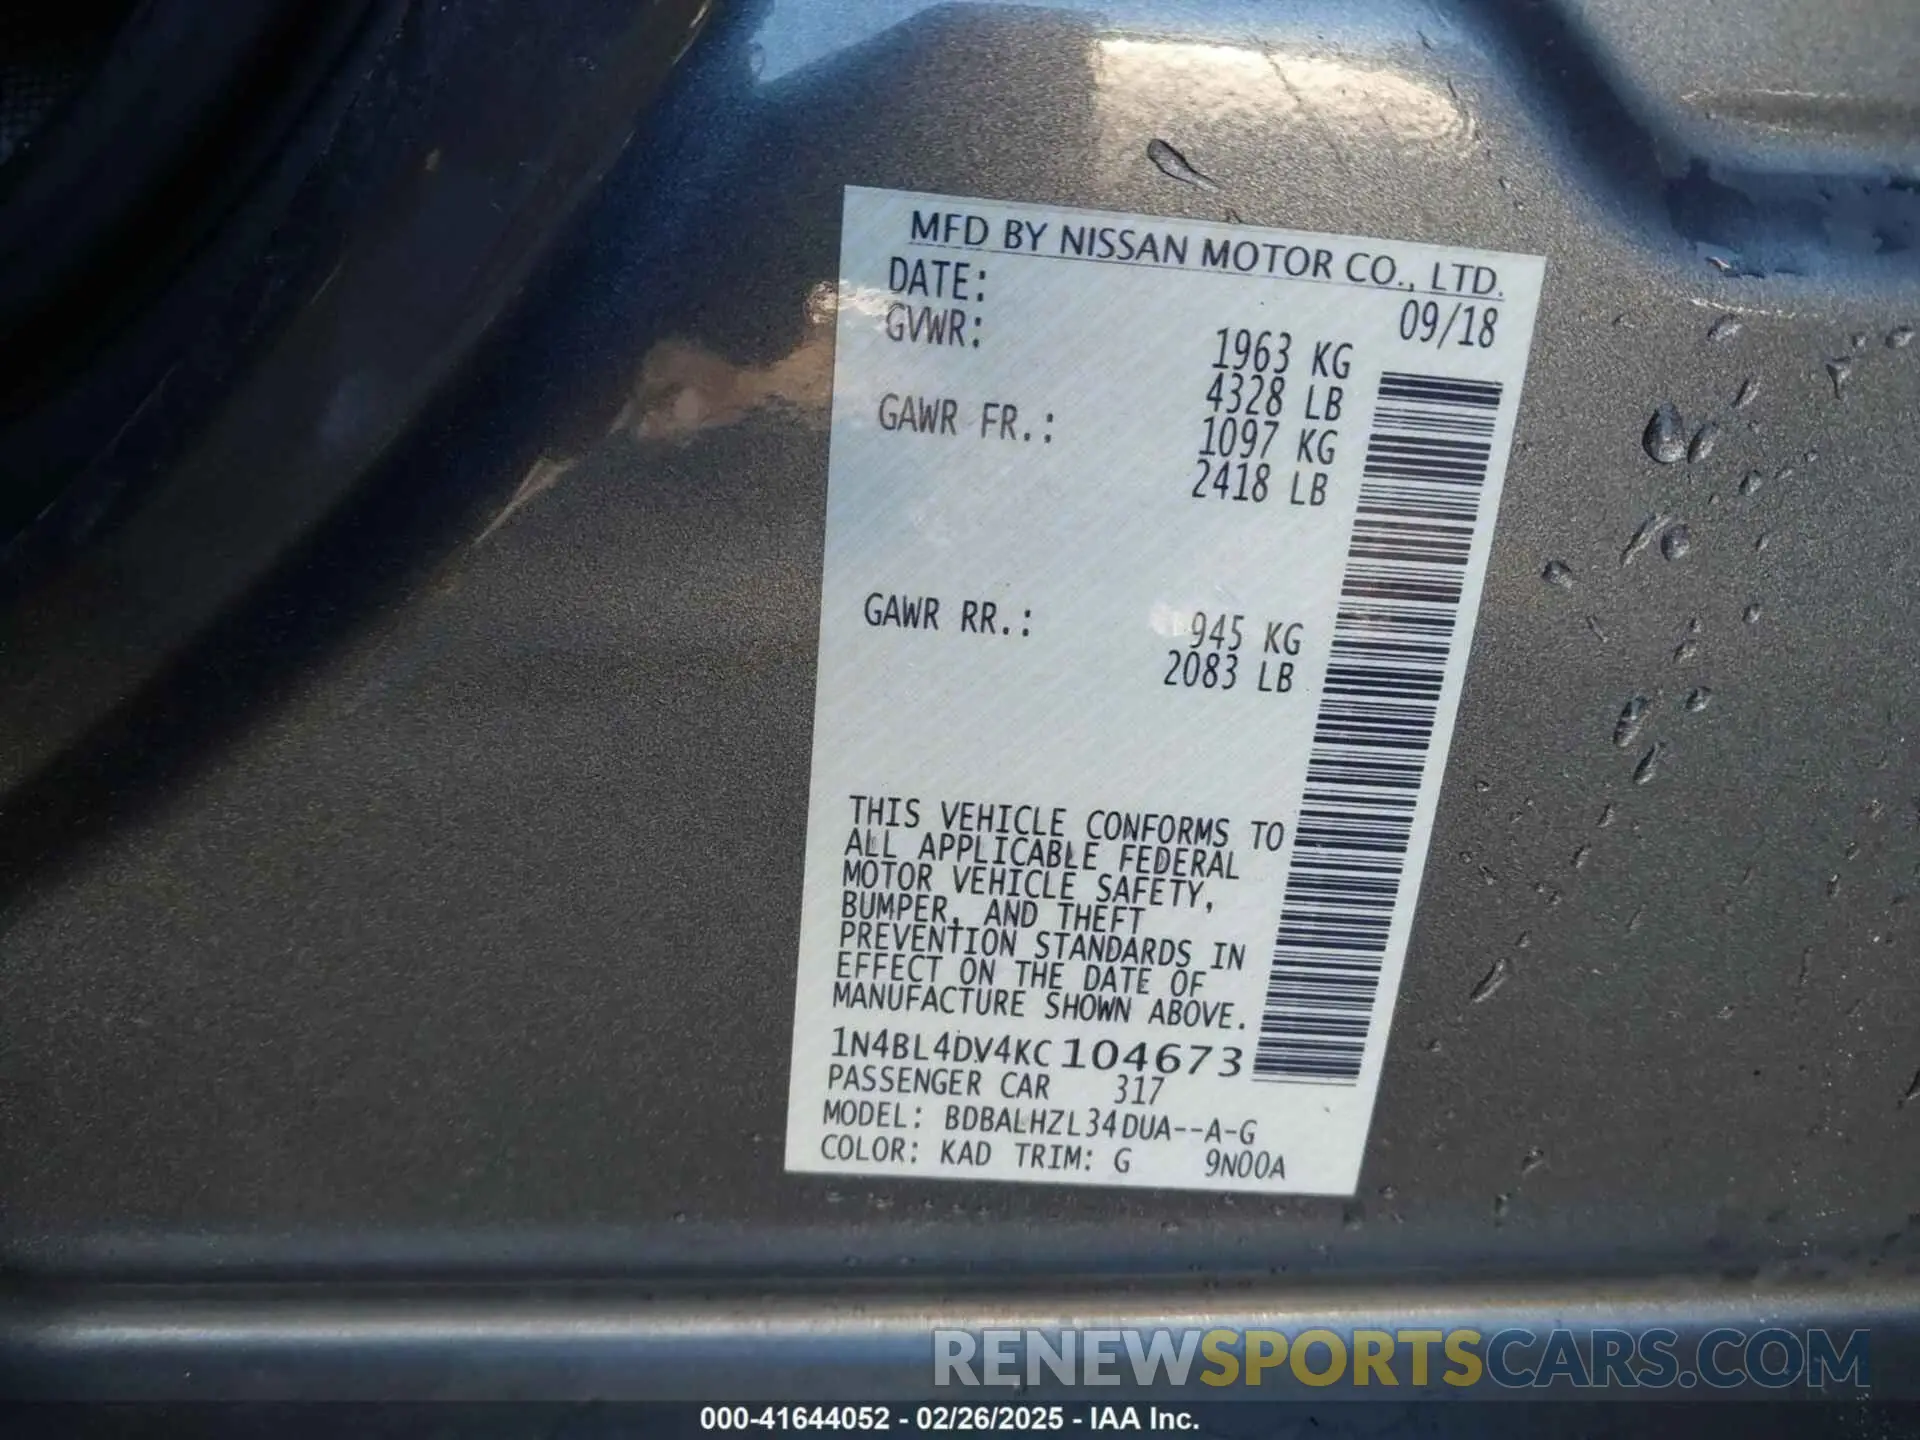 MFD BY NISSAN MOTOR CO., LTD.
DATE: 09/18
GVWR: 1963 KG
4328 LB
GAWR FR.: 1097 KG
2418 LB
GAWR RR.: 945 KG
2083 LB
THIS VEHICLE CONFORMS TO
ALL APPLICABLE FEDERAL
MOTOR VEHICLE SAFETY,
BUMPER, AND THEFT
PREVENTION STANDARDS IN
EFFECT ON THE DATE OF
MANUFACTURE SHOWN ABOVE.
1N4BL4DV4KC104673
PASSENGER CAR 317
MODEL: BDBALHZL34DUA--A-G
COLOR: KAD TRIM: G 9N00A
RENEWSPORTSCARS.COM
000-41644052 - 02/26/2025 - IAA Inc.